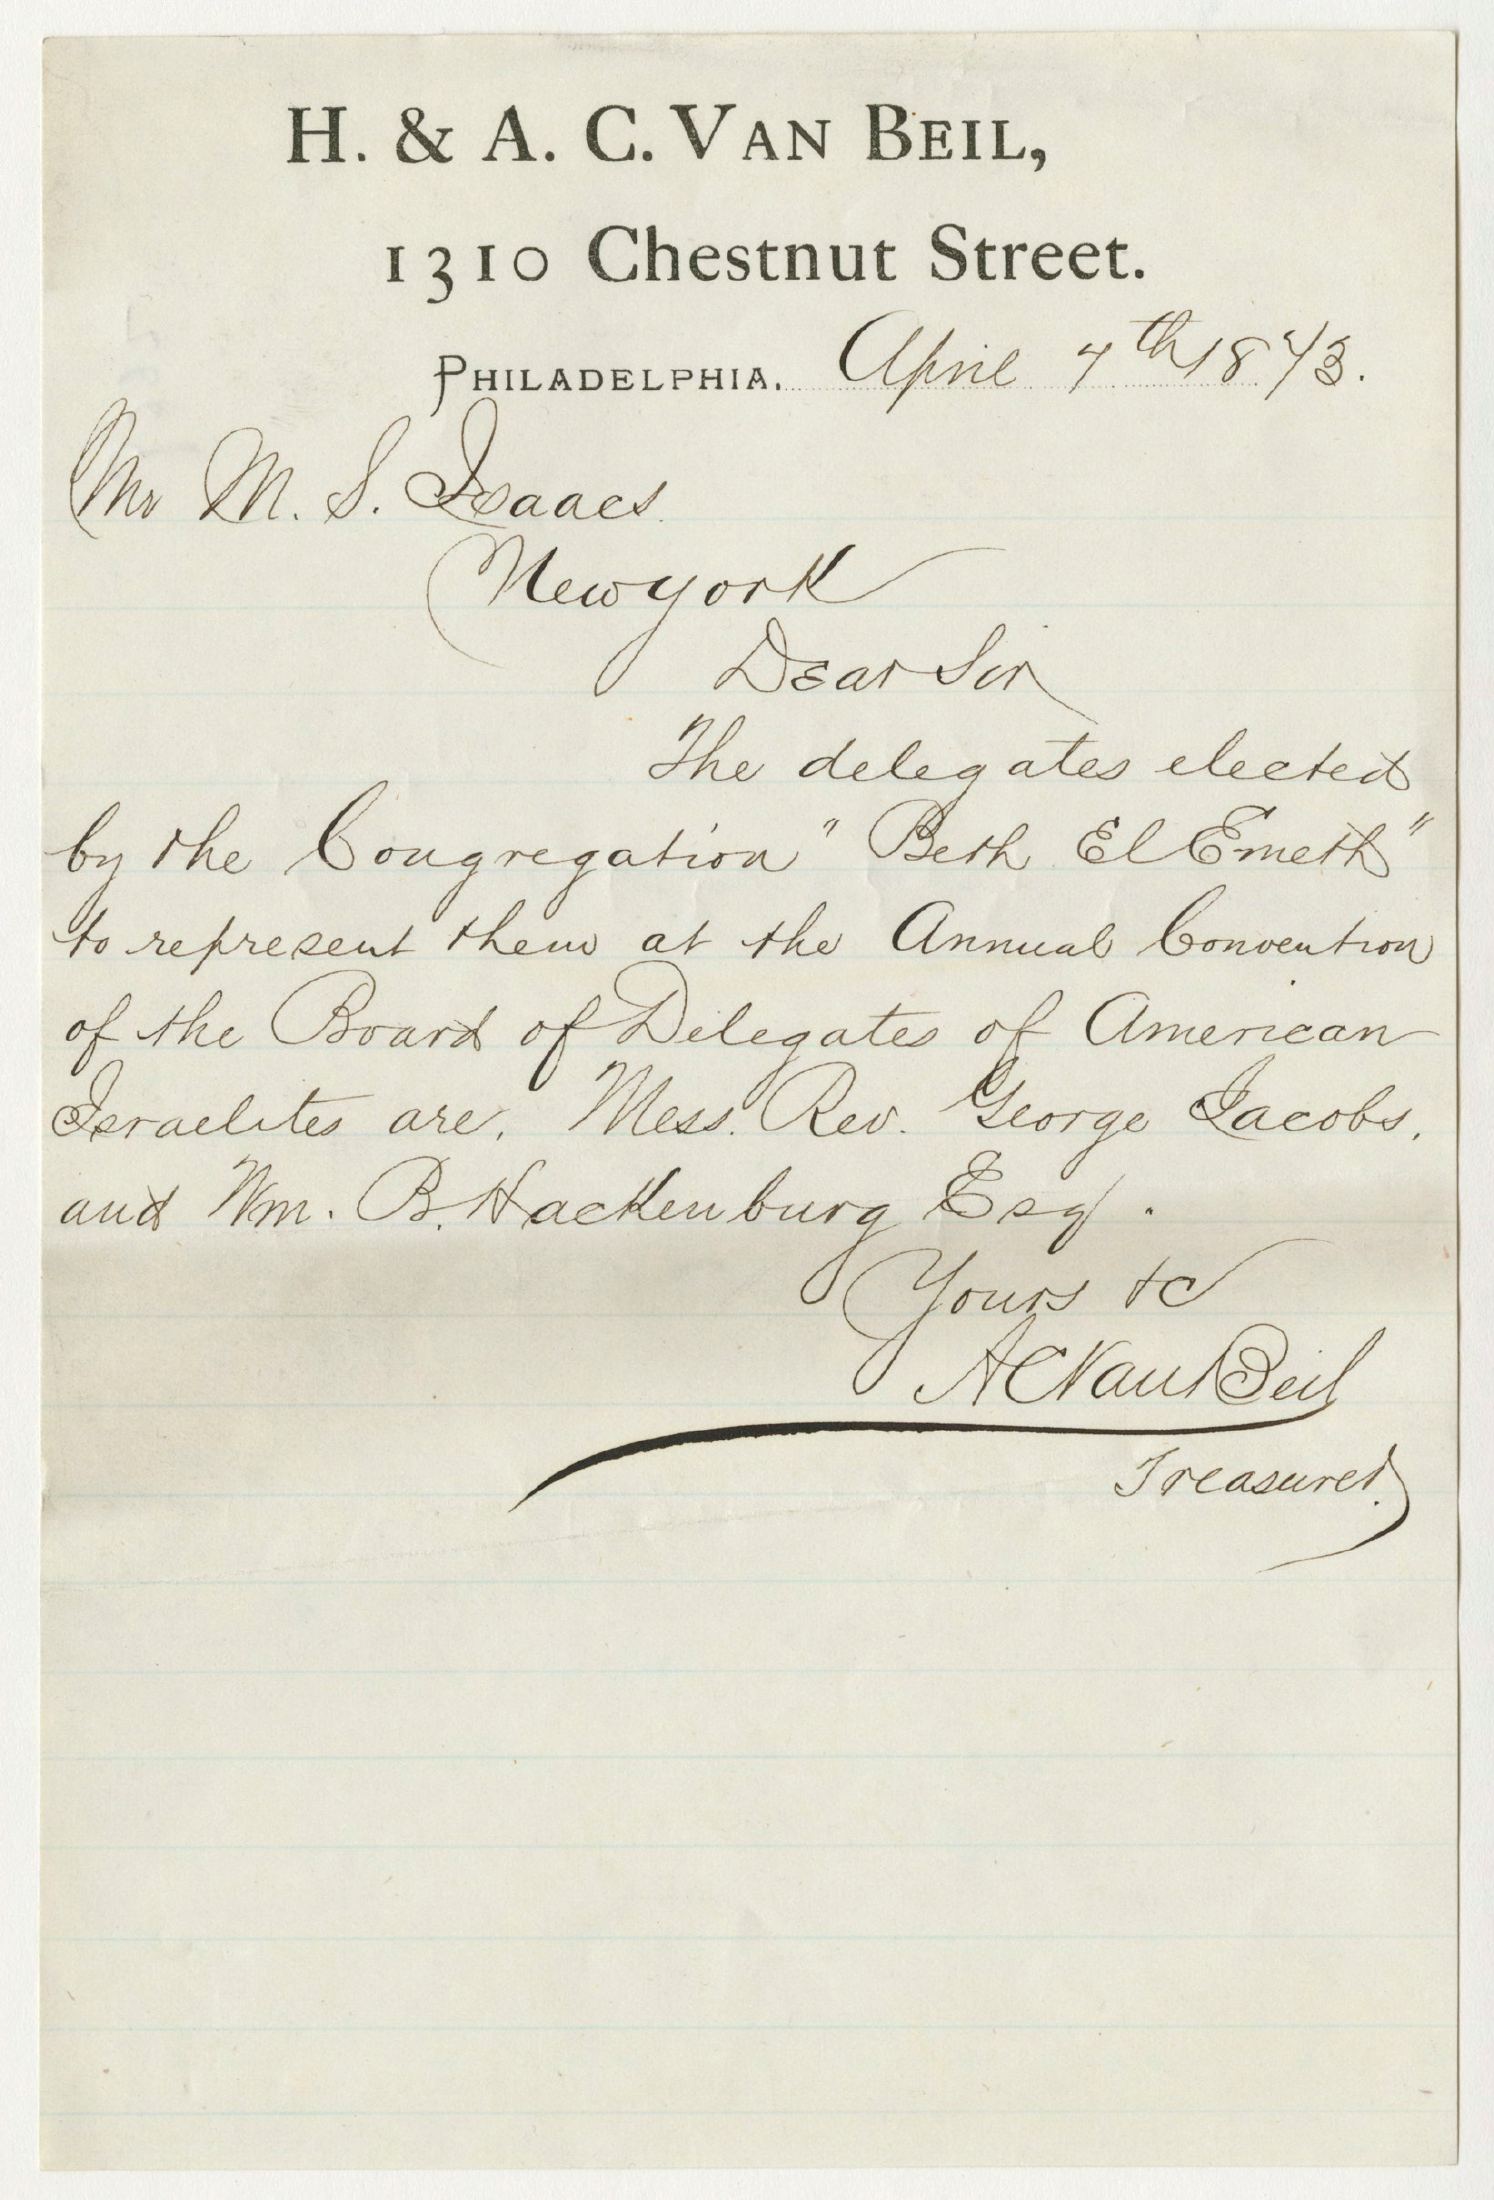 H. & A. C. VAN BEIL,
1310 Chestnut Street.
PHILADELPHIA. April 7th 1873.
Mr M. S. Isaacs
New york
Dear Sir
The delegates elected
by the Congregation "Beth El Emeth"
to represent them at the Annual Convention
of the Board of Delegates of American
Israelites are, Mess. Rev. George Jacobs,
and Wm. B. Hackenburg Esq.
Yours &c
A C Van Beil
Treasurer.